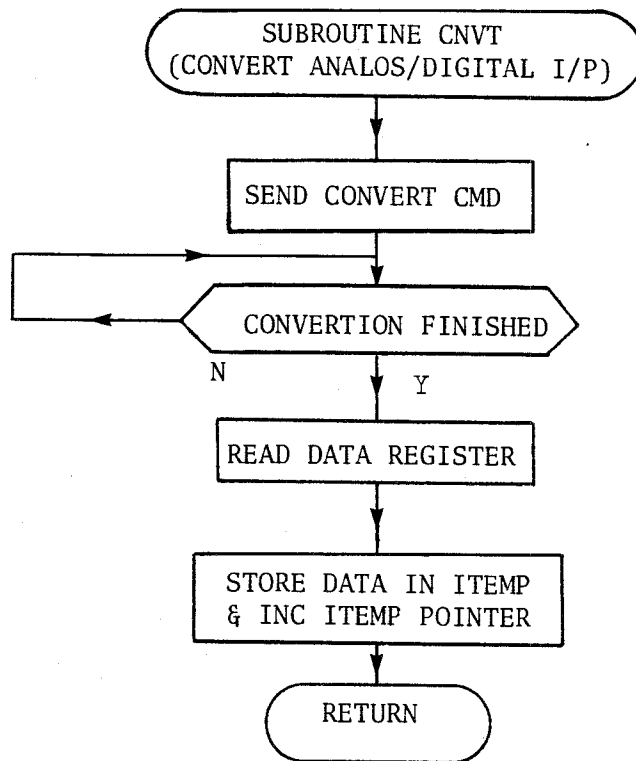 SUBROUTINE CNVT
(CONVERT ANALOS/DIGITAL I/P)
SEND CONVERT CMD
CONVERTION FINISHED
N
Y
READ DATA REGISTER
STORE DATA IN ITEMP
& INC ITEMP POINTER
RETURN